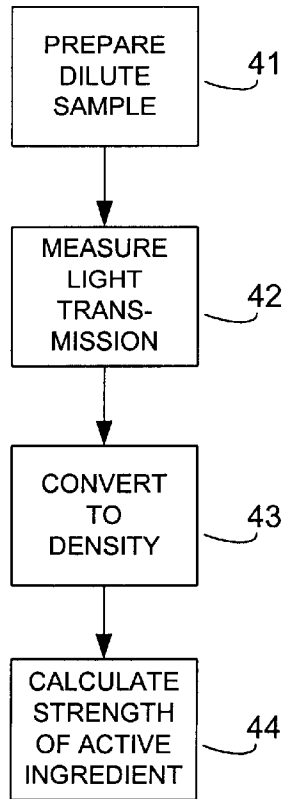 PREPARE
DILUTE
SAMPLE
41
MEASURE
LIGHT
TRANS-
MISSION
42
CONVERT
TO
DENSITY
43
CALCULATE
STRENGTH
OF ACTIVE
INGREDIENT
44